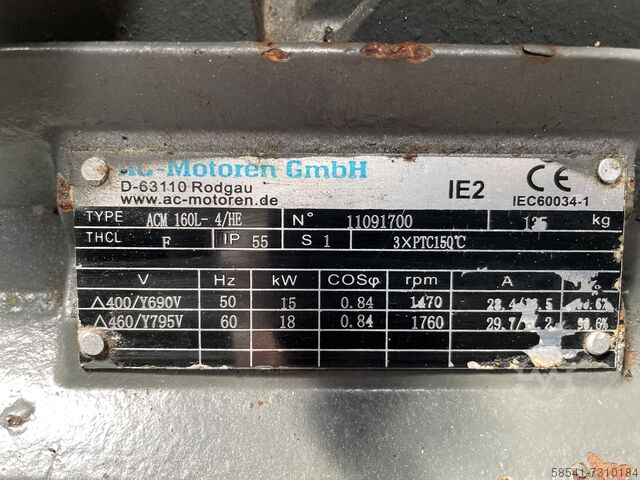 AC-Motoren GmbH
D-63110 Rodgau
www.ac-motoren.de
IE2 CE
IEC60034-1
TYPE ACM 160L- 4/HE N° 11091700 kg
THCL F IP 55 S 1 3×PTC150℃
V Hz kW COSφ rpm A
△400/Y690V 50 15 0.84 1470
△460/Y795V 60 18 0.84 1760
58541-7310184